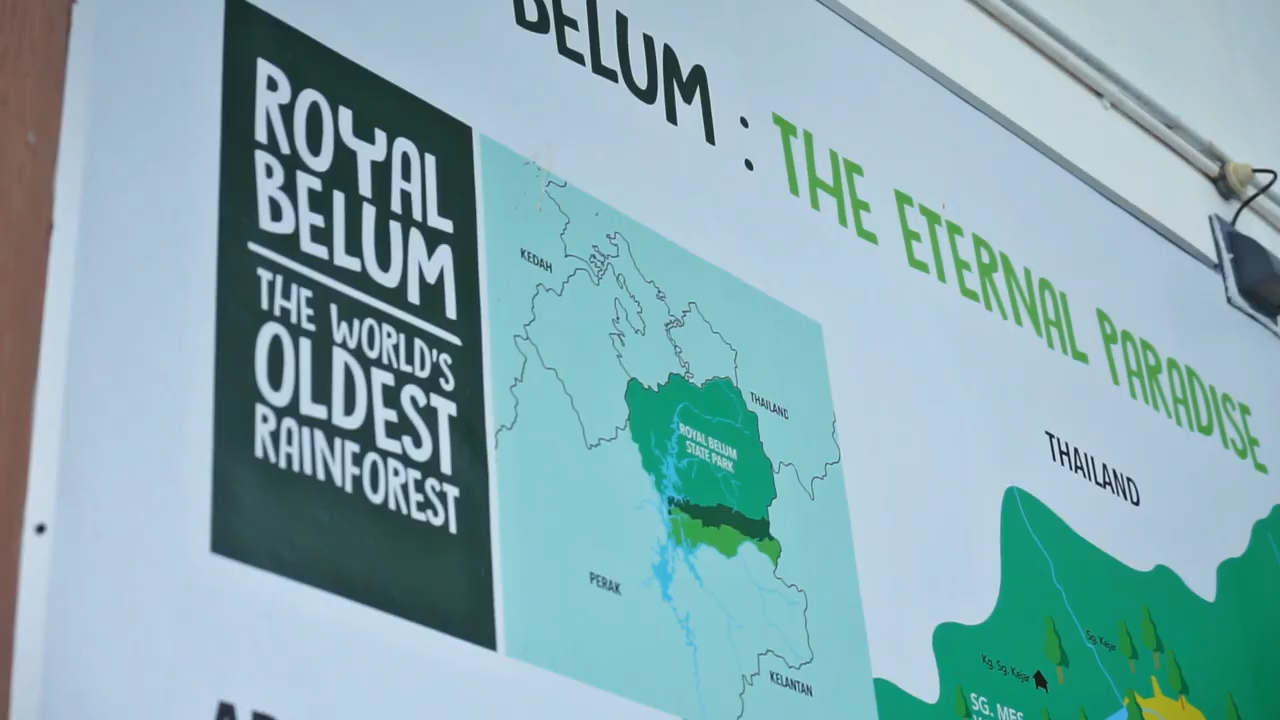 BELUM : THE ETERNAL PARADISE
ROYAL
BELUM
THE WORLD'S
OLDEST
RAINFOREST
KEDAH
THAILAND
ROYAL BELUM
STATE PARK
PERAK
KELANTAN
THAILAND
Sg. Kejar
Kg. Sg. Kejar
SG. MES